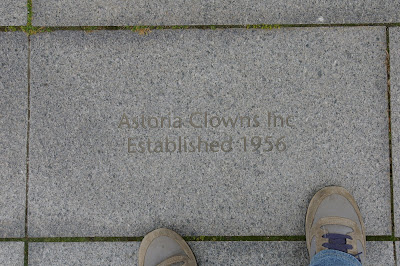 Astoria Clowns Inc
Established 1956